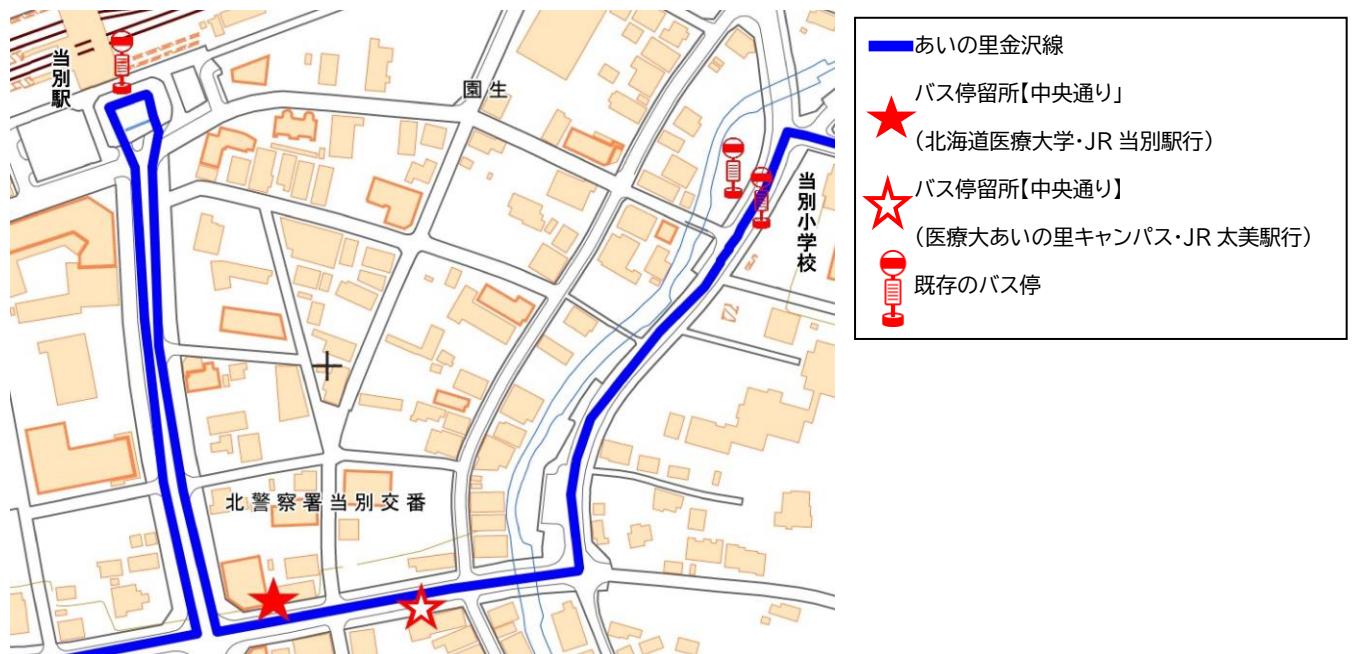 当別駅
園生
当別小学校
北警察署当別交番
あいの里金沢線
バス停留所【中央通り」
（北海道医療大学・JR 当別駅行）
バス停留所【中央通り】
（医療大あいの里キャンパス・JR 太美駅行）
既存のバス停